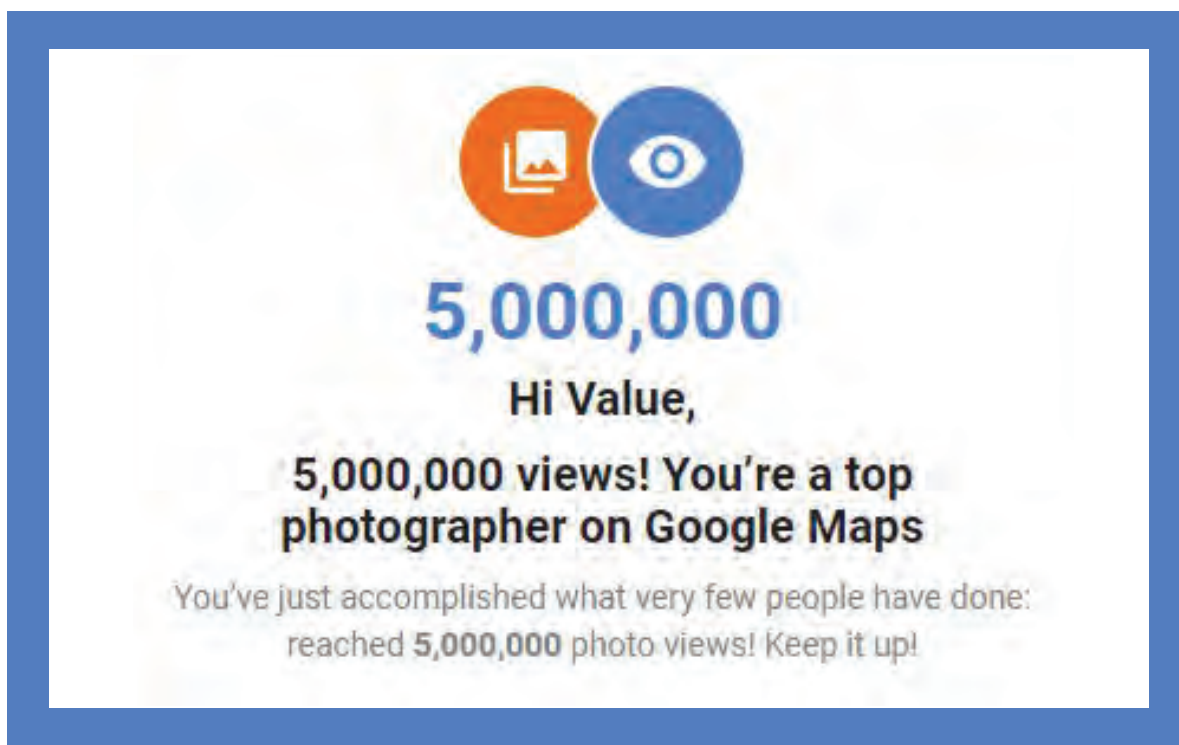 5,000,000
Hi Value,
5,000,000 views! You're a top
photographer on Google Maps
You've just accomplished what very few people have done:
reached 5,000,000 photo views! Keep it up!